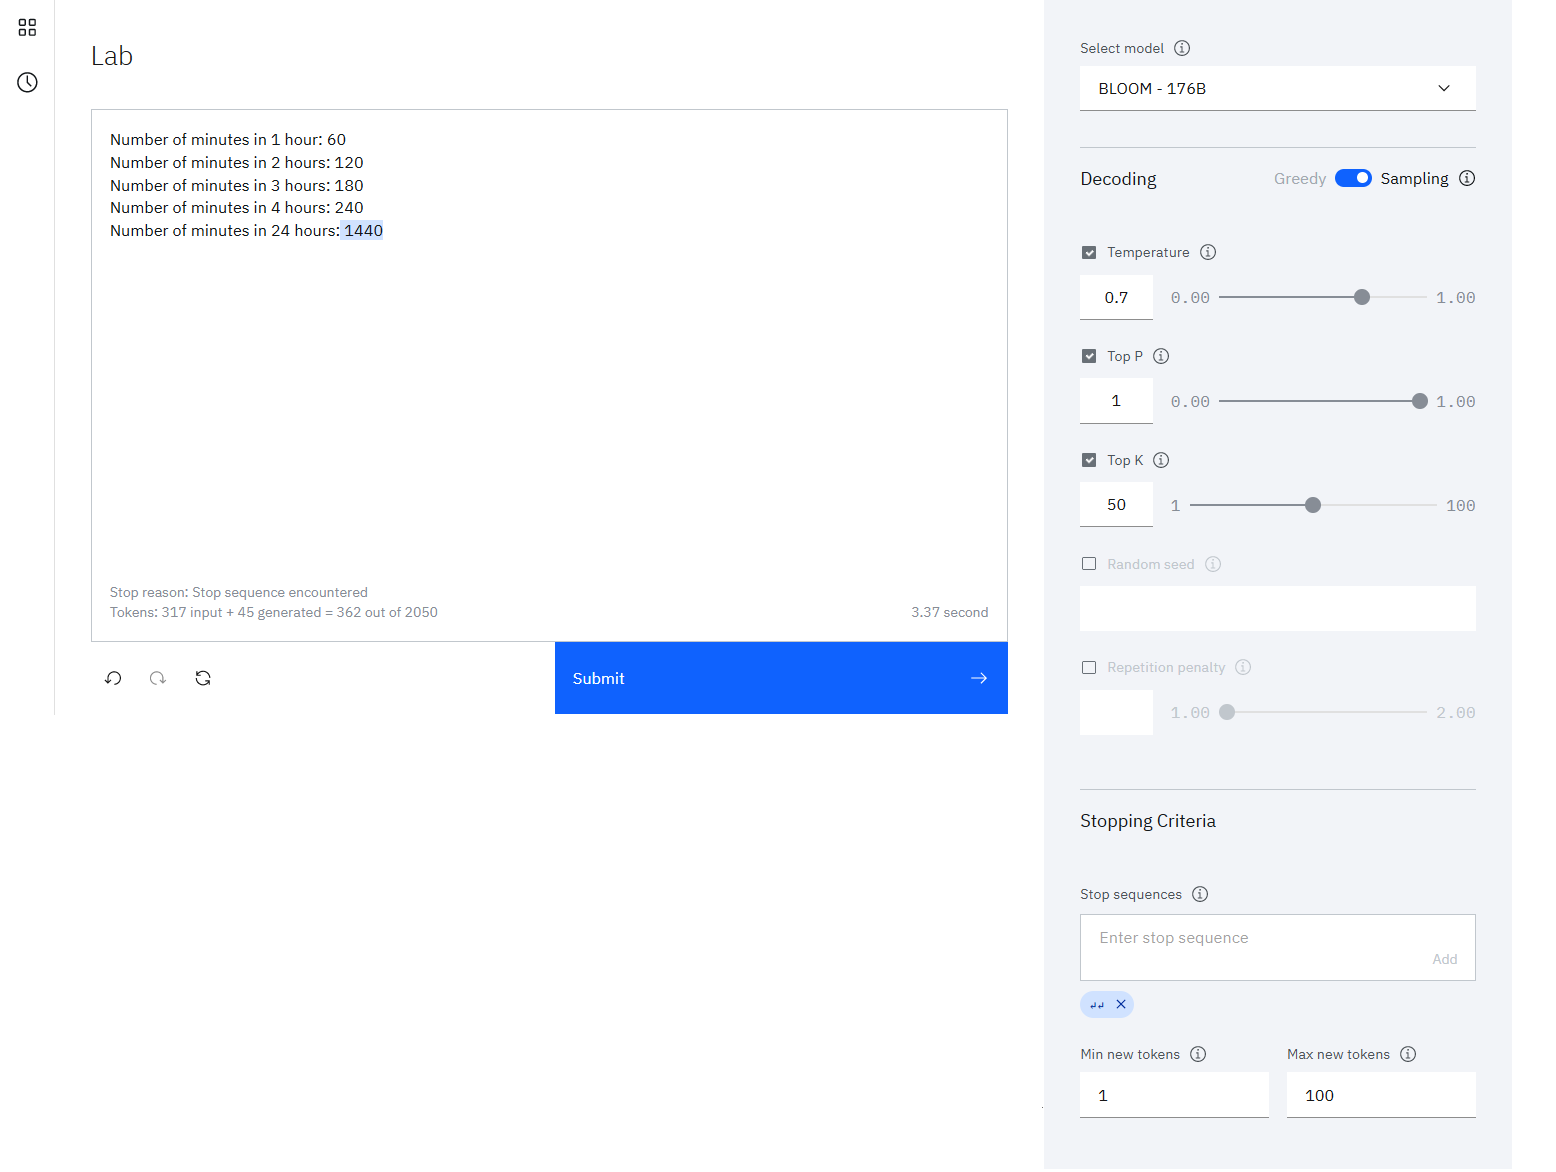 Lab
Number of minutes in 1 hour: 60
Number of minutes in 2 hours: 120
Number of minutes in 3 hours: 180
Number of minutes in 4 hours: 240
Number of minutes in 24 hours: 1440
Stop reason: Stop sequence encountered
Tokens: 317 input + 45 generated = 362 out of 2050
3.37 second
Submit
Select model
BLOOM - 176B
Decoding
Greedy Sampling
Temperature
0.7 0.00 1.00
Top P
1 0.00 1.00
Top K
50 1 100
Random seed
Repetition penalty
1.00 2.00
Stopping Criteria
Stop sequences
Enter stop sequence
Add
↵↵
Min new tokens Max new tokens
1 100